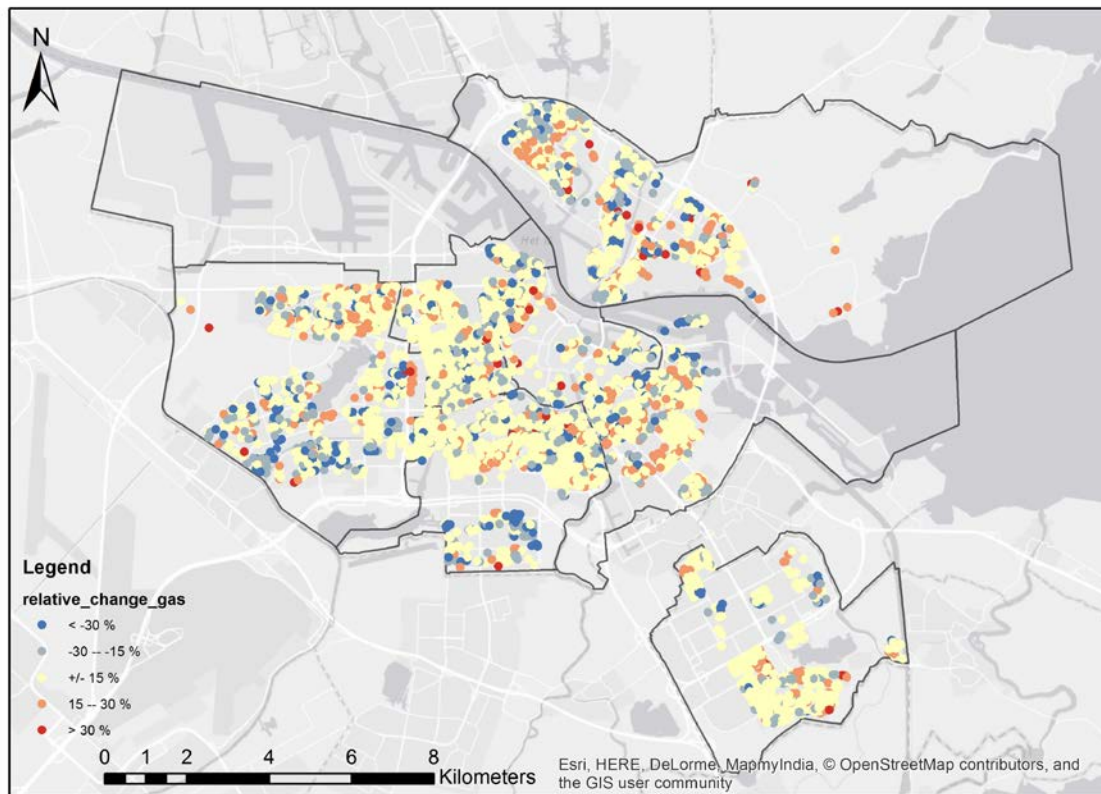 N
Het I
Legend
relative_change_gas
< -30 %
-30 -- -15 %
+/- 15 %
15 -- 30 %
> 30 %
0 1 2 4 6 8
Kilometers
Esri, HERE, DeLorme, MapmyIndia, © OpenStreetMap contributors, and
the GIS user community